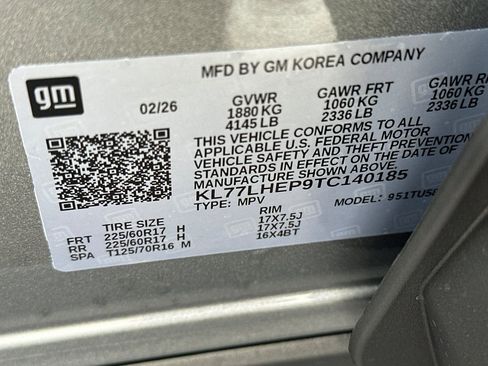 gm
MFD BY GM KOREA COMPANY
02/26
GVWR
1880 KG
4145 LB
GAWR FRT
1060 KG
2336 LB
GAWR
1060 KG
2336 LB
THIS VEHICLE CONFORMS TO ALL
APPLICABLE U.S. FEDERAL MOTOR
VEHICLE SAFETY AND THEFT PREVENTION
STANDARDS IN EFFECT ON THE DATE OF
MANUFACTURE SHOWN ABOVE.
KL77LHEP9TC140185
TYPE: MPV
MODEL:
TIRE SIZE
RIM
FRT 225/60R17 H 17X7.5J
RR 225/60R17 H 17X7.5J
SPA T125/70R16 M 16X4BT